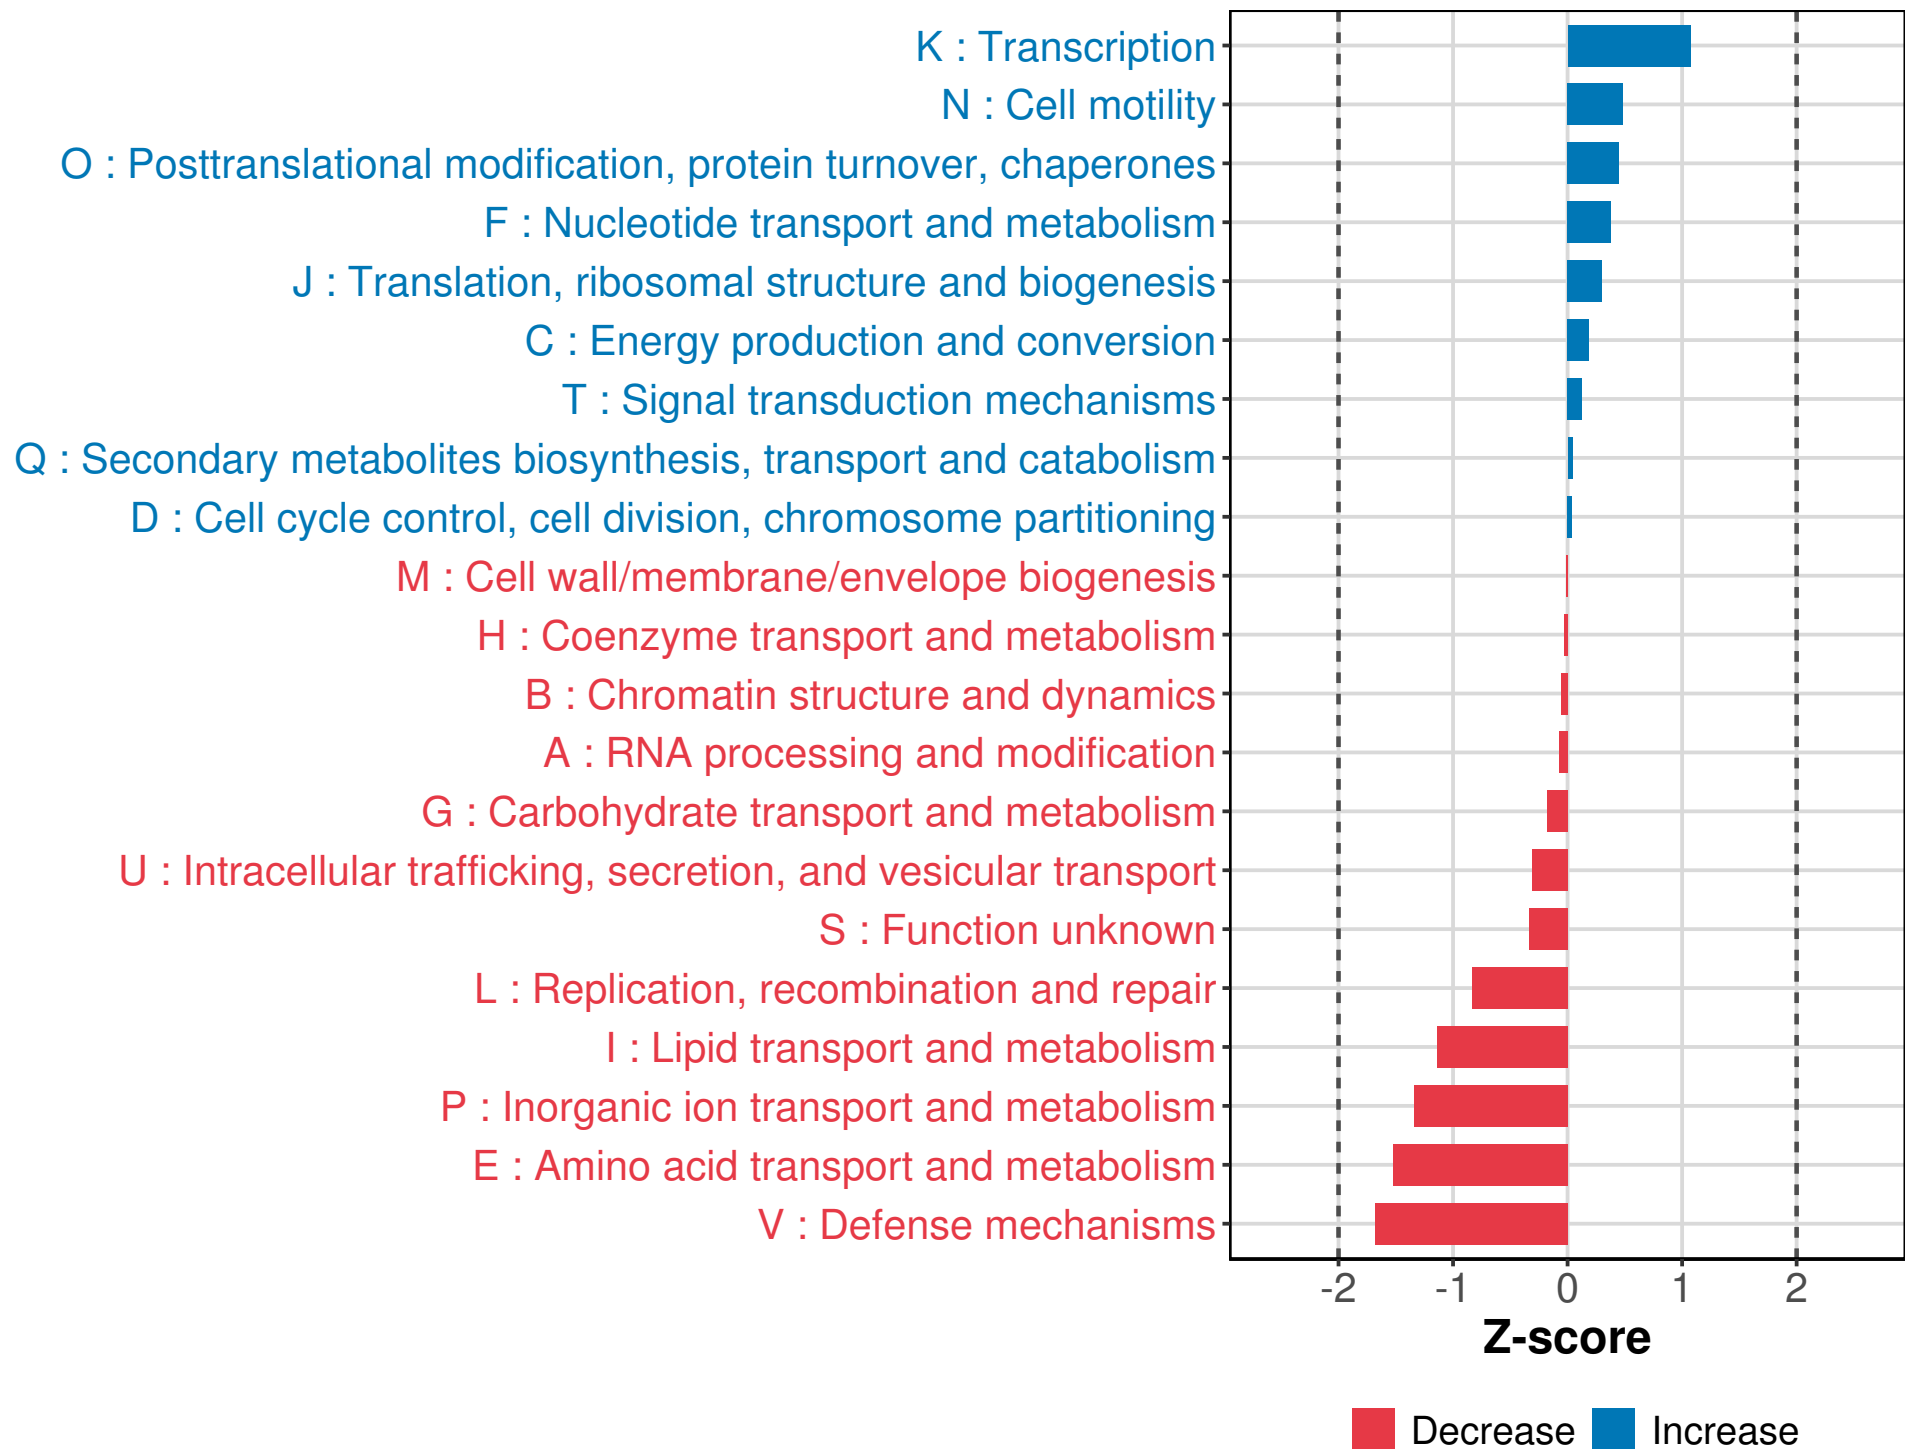 K : Transcription
N : Cell motility
O : Posttranslational modification, protein turnover, chaperones
F : Nucleotide transport and metabolism
J : Translation, ribosomal structure and biogenesis
C : Energy production and conversion
T : Signal transduction mechanisms
Q : Secondary metabolites biosynthesis, transport and catabolism
D : Cell cycle control, cell division, chromosome partitioning
M : Cell wall/membrane/envelope biogenesis
H : Coenzyme transport and metabolism
B : Chromatin structure and dynamics
A : RNA processing and modification
G : Carbohydrate transport and metabolism
U : Intracellular trafficking, secretion, and vesicular transport
S : Function unknown
L : Replication, recombination and repair
I : Lipid transport and metabolism
P : Inorganic ion transport and metabolism
E : Amino acid transport and metabolism
V : Defense mechanisms
-2 -1 0 1 2
Z-score
Decrease Increase